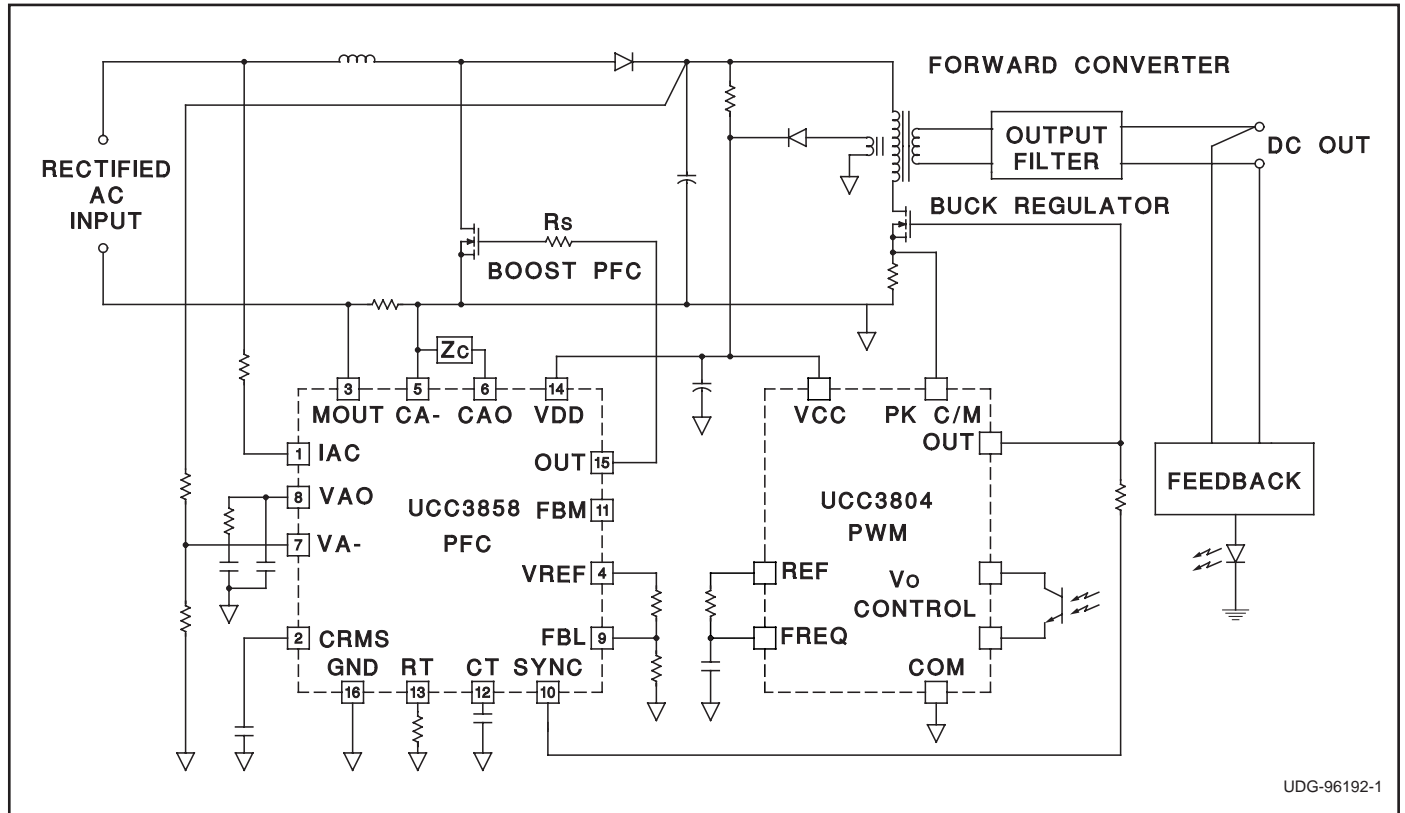 FORWARD CONVERTER
RECTIFIED
AC
INPUT
OUTPUT
FILTER
DC OUT
BUCK REGULATOR
Rs
BOOST PFC
Zc
3
5
6
14
MOUT
CA-
CAO
VDD
VCC
PK C/M
1
IAC
OUT
OUT
15
8
VAO
UCC3858
PFC
FBM
11
UCC3804
PWM
FEEDBACK
7
VA-
VREF
4
REF
Vo
CONTROL
2
CRMS
FBL
9
FREQ
GND
RT
CT
SYNC
COM
16
13
12
10
UDG-96192-1